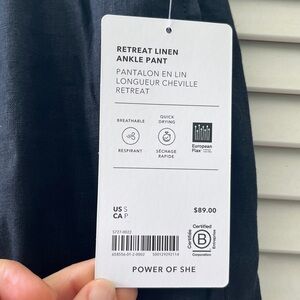 RETREAT LINEN
ANKLE PANT
PANTALON EN LIN
LONGUEUR CHEVILLE
RETREAT
BREATHABLE
QUICK
DRYING
RESPIRANT
SÉCHAGE
RAPIDE
European
Flax
US S
CA P
$89.00
Certified
B
Corporation
POWER OF SHE